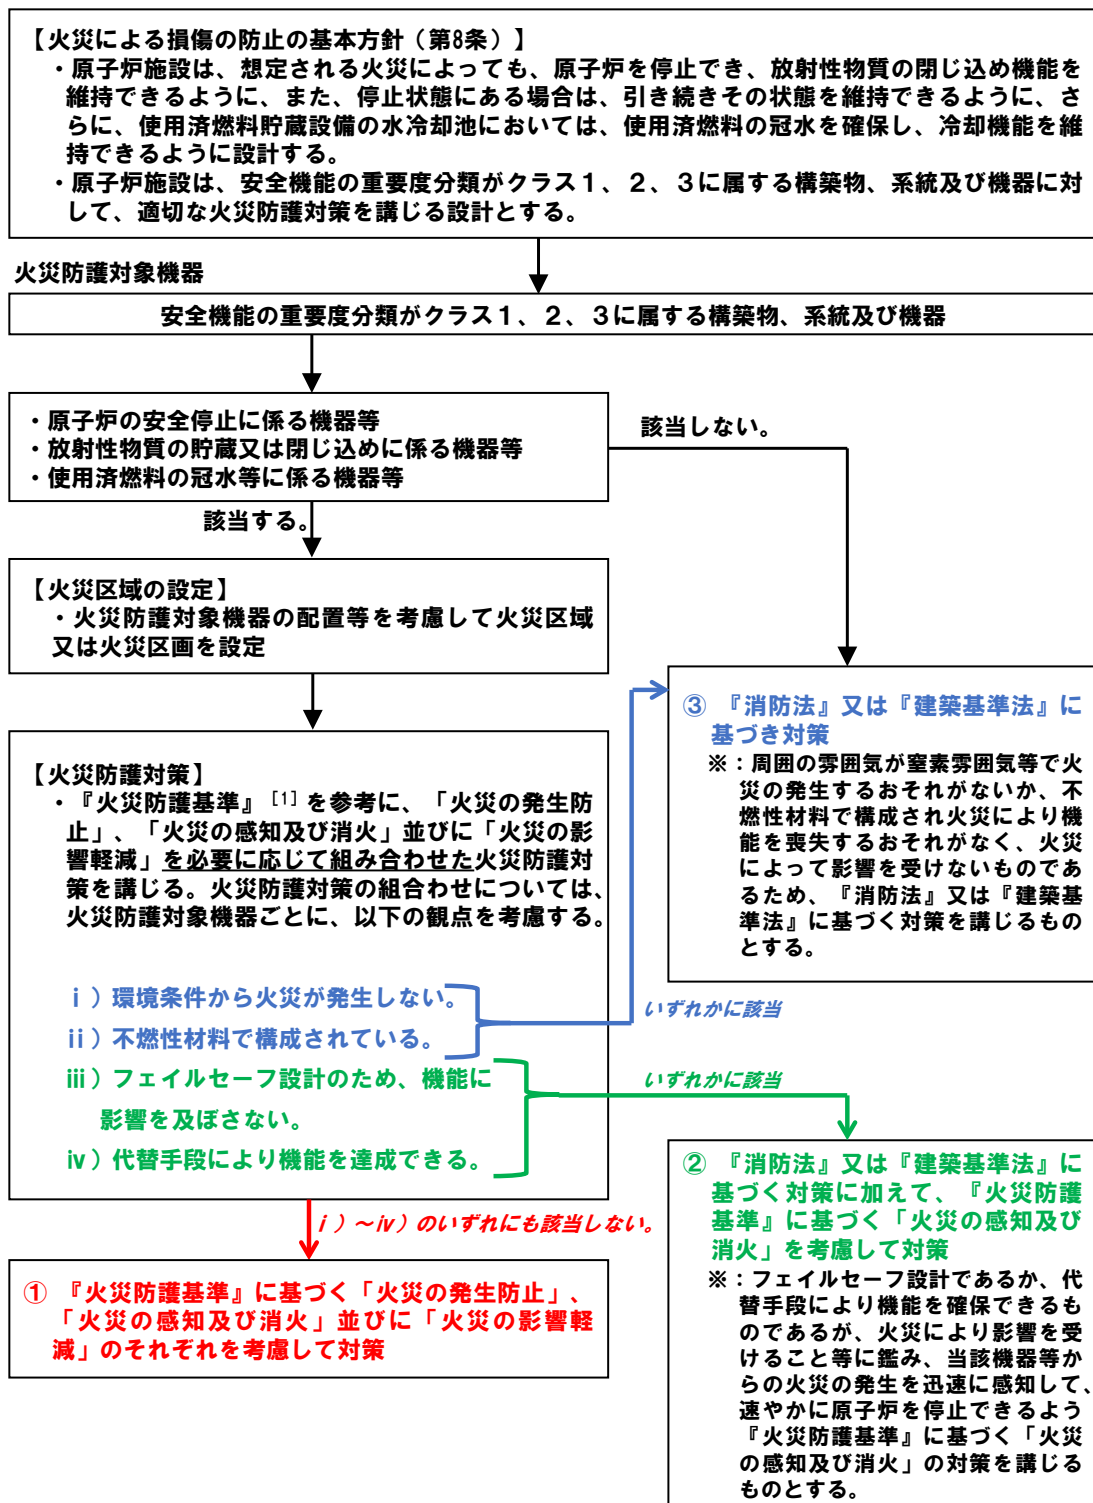 【火災による損傷の防止の基本方針（第8条）】
・原子炉施設は、想定される火災によっても、原子炉を停止でき、放射性物質の閉じ込め機能を
維持できるように、また、停止状態にある場合は、引き続きその状態を維持できるように、さ
らに、使用済燃料貯蔵設備の水冷却池においては、使用済燃料の冠水を確保し、冷却機能を維
持できるように設計する。
・原子炉施設は、安全機能の重要度分類がクラス１、２、３に属する構築物、系統及び機器に対
して、適切な火災防護対策を講じる設計とする。
火災防護対象機器
安全機能の重要度分類がクラス１、２、３に属する構築物、系統及び機器
・原子炉の安全停止に係る機器等
・放射性物質の貯蔵又は閉じ込めに係る機器等
・使用済燃料の冠水等に係る機器等
該当しない。
該当する。
【火災区域の設定】
・火災防護対象機器の配置等を考慮して火災区域
又は火災区画を設定
【火災防護対策】
・『火災防護基準』[1]を参考に、「火災の発生防
止」、「火災の感知及び消火」並びに「火災の影
響軽減」を必要に応じて組み合わせた火災防護対
策を講じる。火災防護対策の組合わせについては、
火災防護対象機器ごとに、以下の観点を考慮する。
ⅰ）環境条件から火災が発生しない。
ⅱ）不燃性材料で構成されている。
ⅲ）フェイルセーフ設計のため、機能に
影響を及ぼさない。
ⅳ）代替手段により機能を達成できる。
いずれかに該当
いずれかに該当
ⅰ）～ⅳ）のいずれにも該当しない。
① 『火災防護基準』に基づく「火災の発生防止」、
「火災の感知及び消火」並びに「火災の影響軽
減」のそれぞれを考慮して対策
③ 『消防法』又は『建築基準法』に
基づき対策
※：周囲の雰囲気が窒素雰囲気等で火
災の発生するおそれがないか、不
燃性材料で構成され火災により機
能を喪失するおそれがなく、火災
によって影響を受けないものであ
るため、『消防法』又は『建築基
準法』に基づく対策を講じるもの
とする。
② 『消防法』又は『建築基準法』に
基づく対策に加えて、『火災防護
基準』に基づく「火災の感知及び
消火」を考慮して対策
※：フェイルセーフ設計であるか、代
替手段により機能を確保できるも
のであるが、火災により影響を受
けること等に鑑み、当該機器等か
らの火災の発生を迅速に感知して、
速やかに原子炉を停止できるよう
『火災防護基準』に基づく「火災
の感知及び消火」の対策を講じる
ものとする。